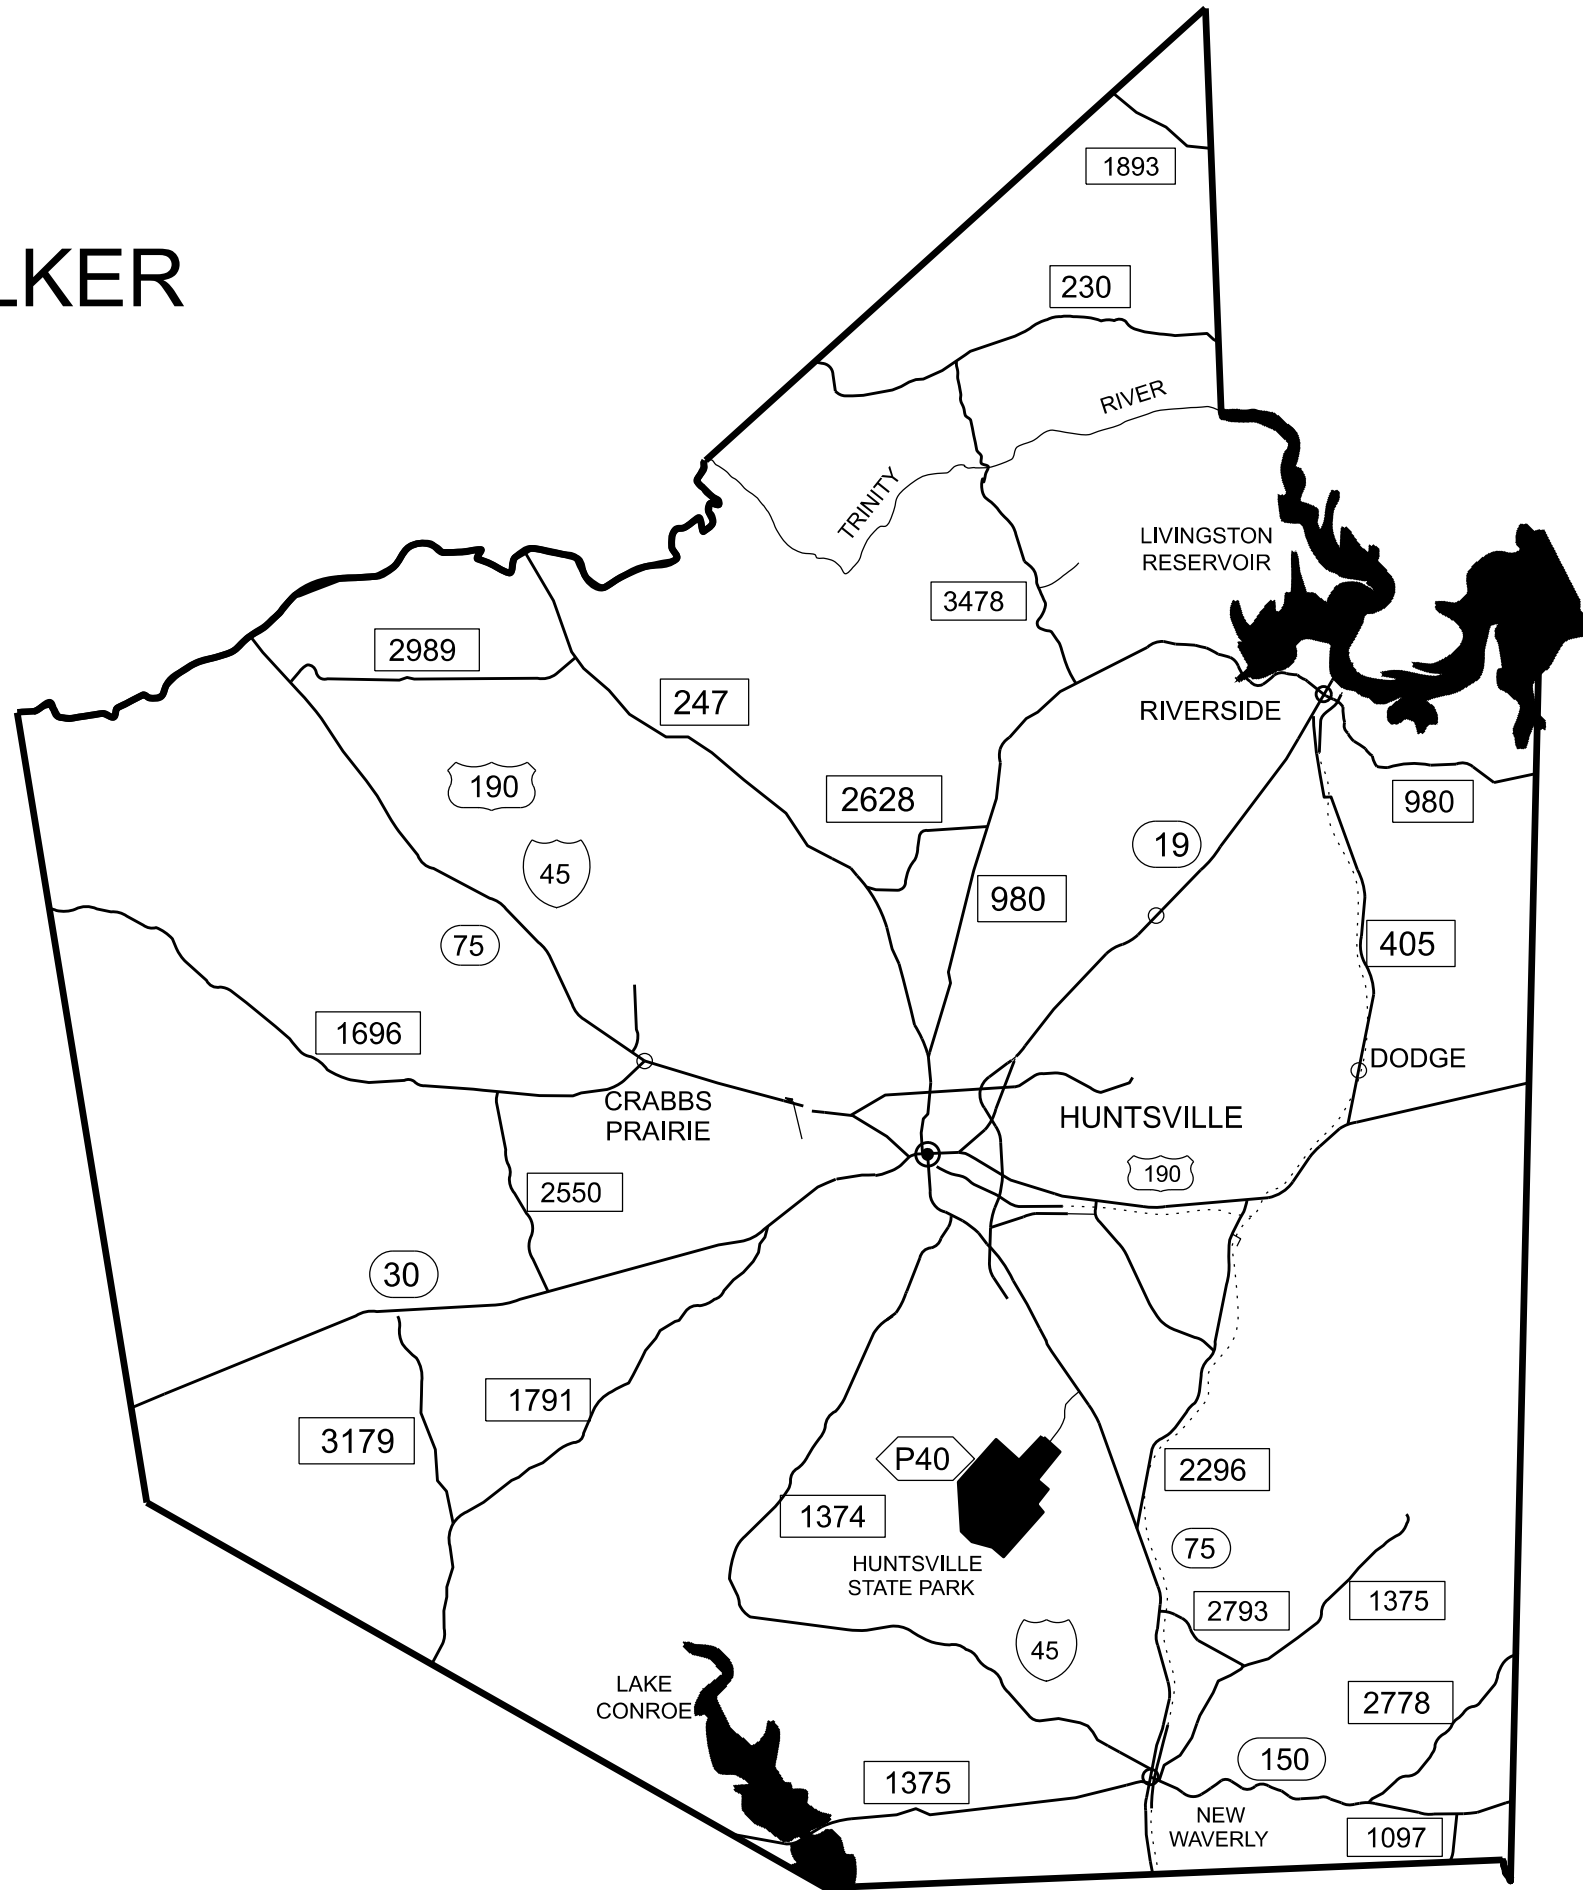 LKER
1893
230
RIVER
TRINITY
LIVINGSTON
RESERVOIR
3478
2989
247
RIVERSIDE
190
2628
980
19
45
980
75
405
1696
DODGE
CRABBS
PRAIRIE
HUNTSVILLE
190
2550
30
1791
3179
P40
2296
1374
75
HUNTSVILLE
STATE PARK
2793
1375
45
LAKE
CONROE
2778
150
1375
NEW
WAVERLY
1097